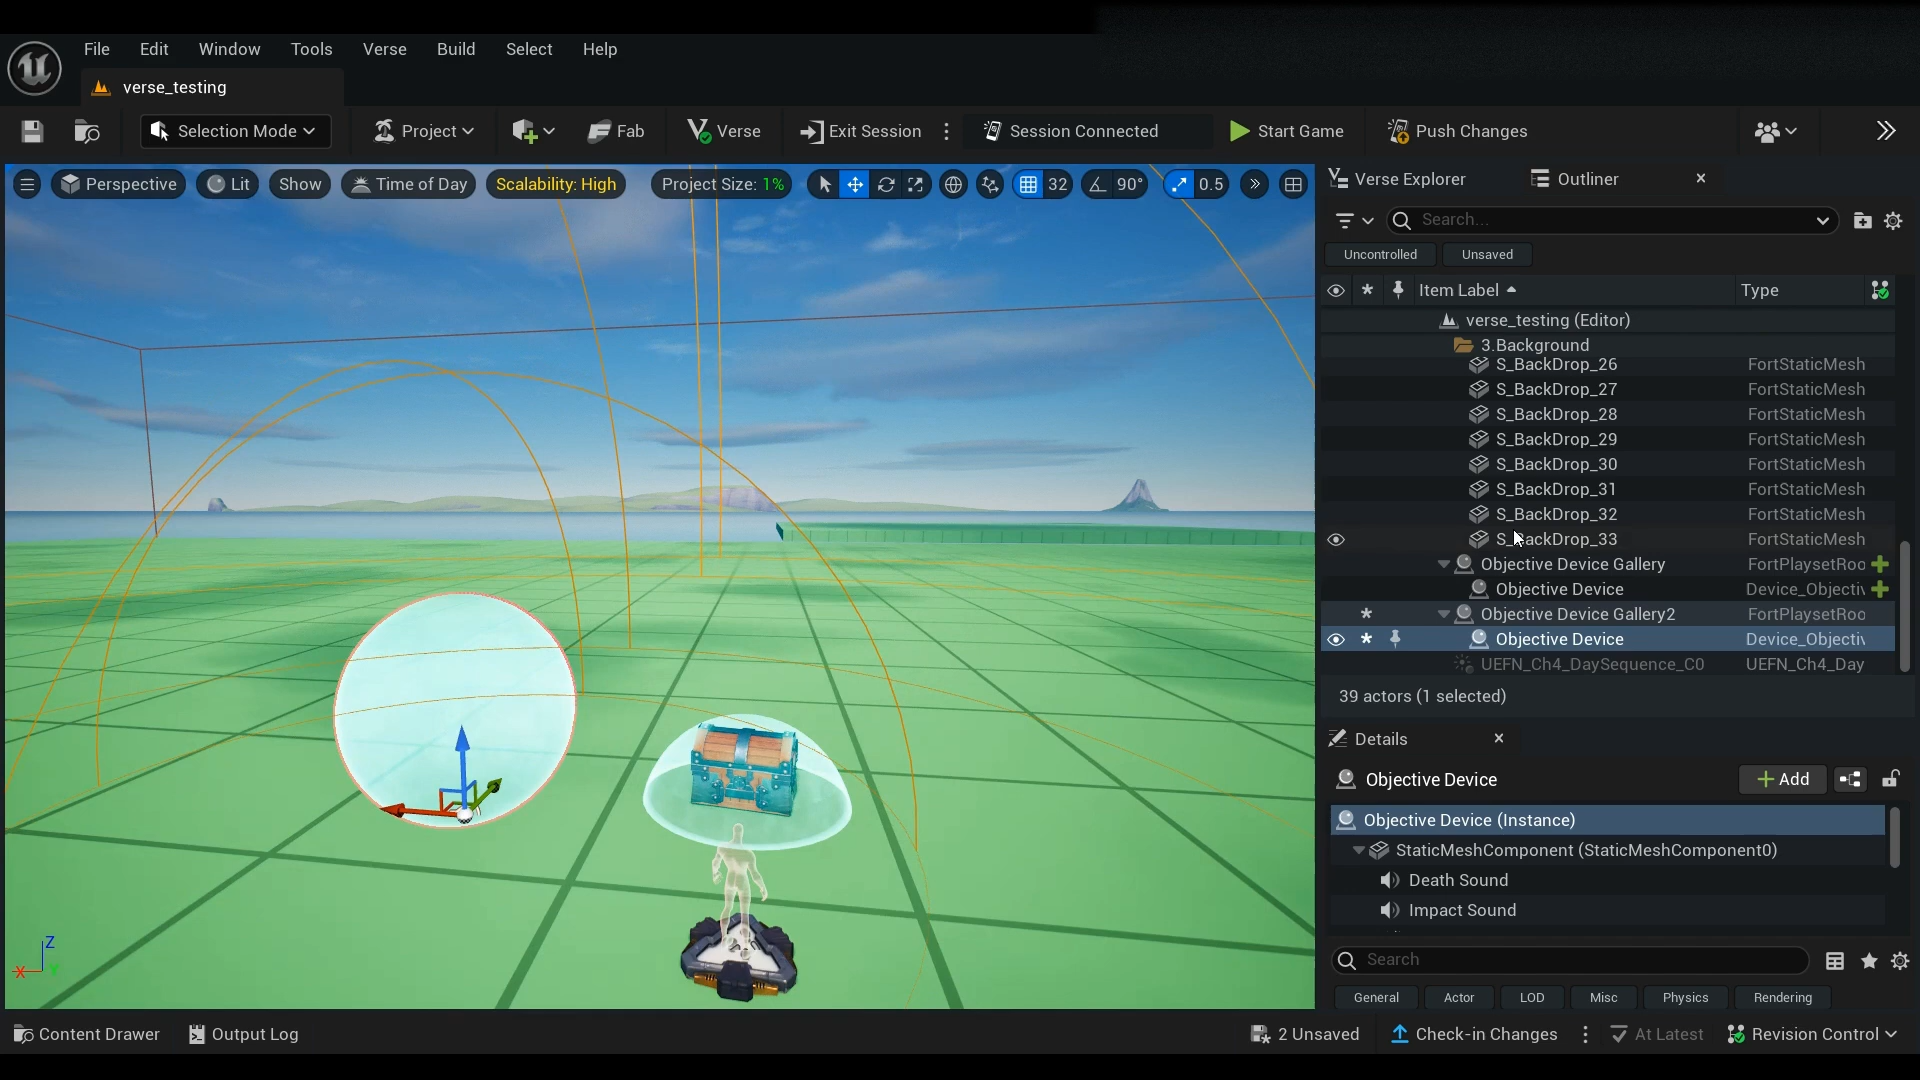 File Edit Window Tools Verse Build Select Help
verse_testing
Selection Mode Project Fab Verse Exit Session Session Connected Start Game Push Changes
Perspective Lit Show Time of Day Scalability: High Project Size: 1% 32 90° 0.5
Verse Explorer Outliner
Search...
Uncontrolled Unsaved
Item Label Type
verse_testing (Editor)
3.Background
S_BackDrop_26 FortStaticMesh
S_BackDrop_27 FortStaticMesh
S_BackDrop_28 FortStaticMesh
S_BackDrop_29 FortStaticMesh
S_BackDrop_30 FortStaticMesh
S_BackDrop_31 FortStaticMesh
S_BackDrop_32 FortStaticMesh
S_BackDrop_33 FortStaticMesh
Objective Device Gallery FortPlaysetRoo
Objective Device Device_Objectiv
Objective Device Gallery2 FortPlaysetRoo
Objective Device Device_Objectiv
UEFN_Ch4_DaySequence_C0 UEFN_Ch4_Day
39 actors (1 selected)
Details
Objective Device Add
Objective Device (Instance)
StaticMeshComponent (StaticMeshComponent0)
Death Sound
Impact Sound
Search
General Actor LOD Misc Physics Rendering
Z
X Y
Content Drawer Output Log 2 Unsaved Check-in Changes At Latest Revision Control